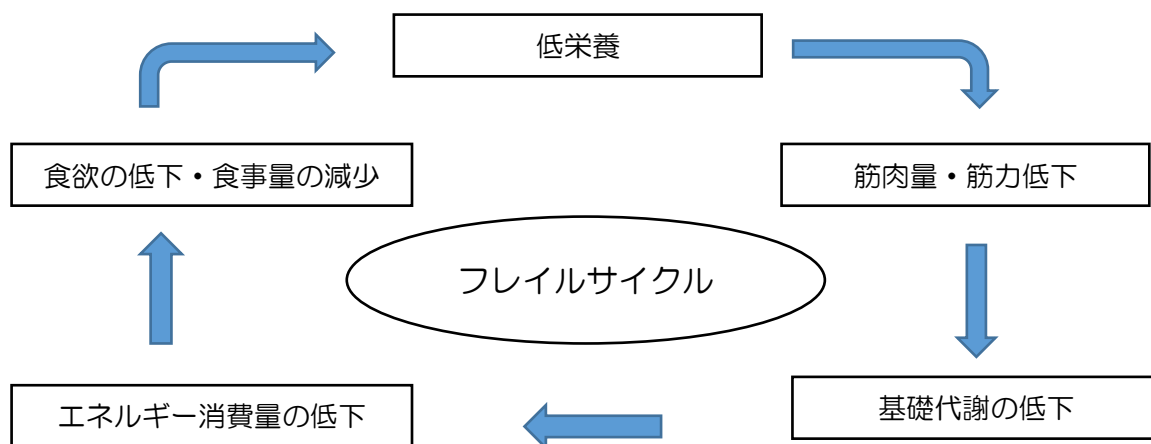 低栄養
食欲の低下・食事量の減少
筋肉量・筋力低下
フレイルサイクル
エネルギー消費量の低下
基礎代謝の低下